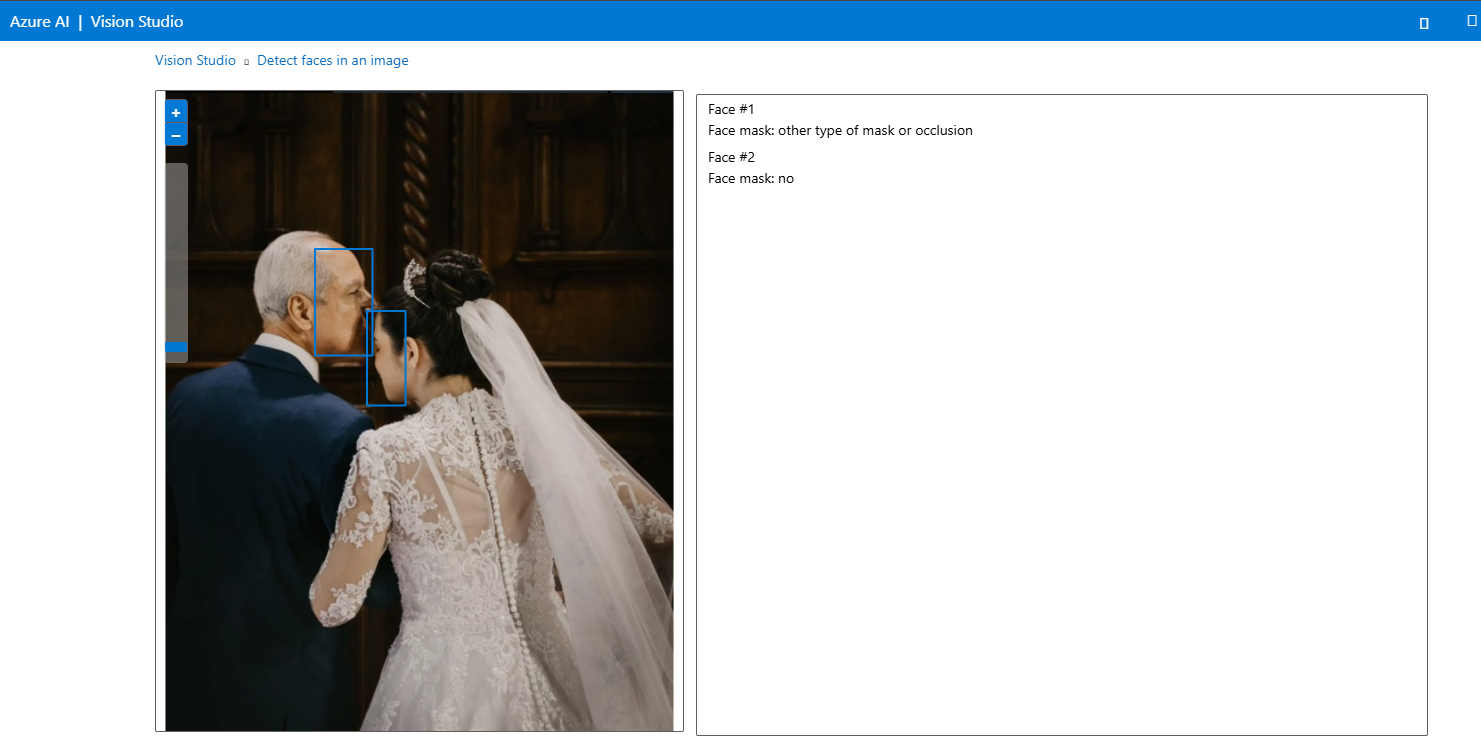 Azure AI | Vision Studio
Vision Studio Detect faces in an image
+
−
Face #1
Face mask: other type of mask or occlusion
Face #2
Face mask: no